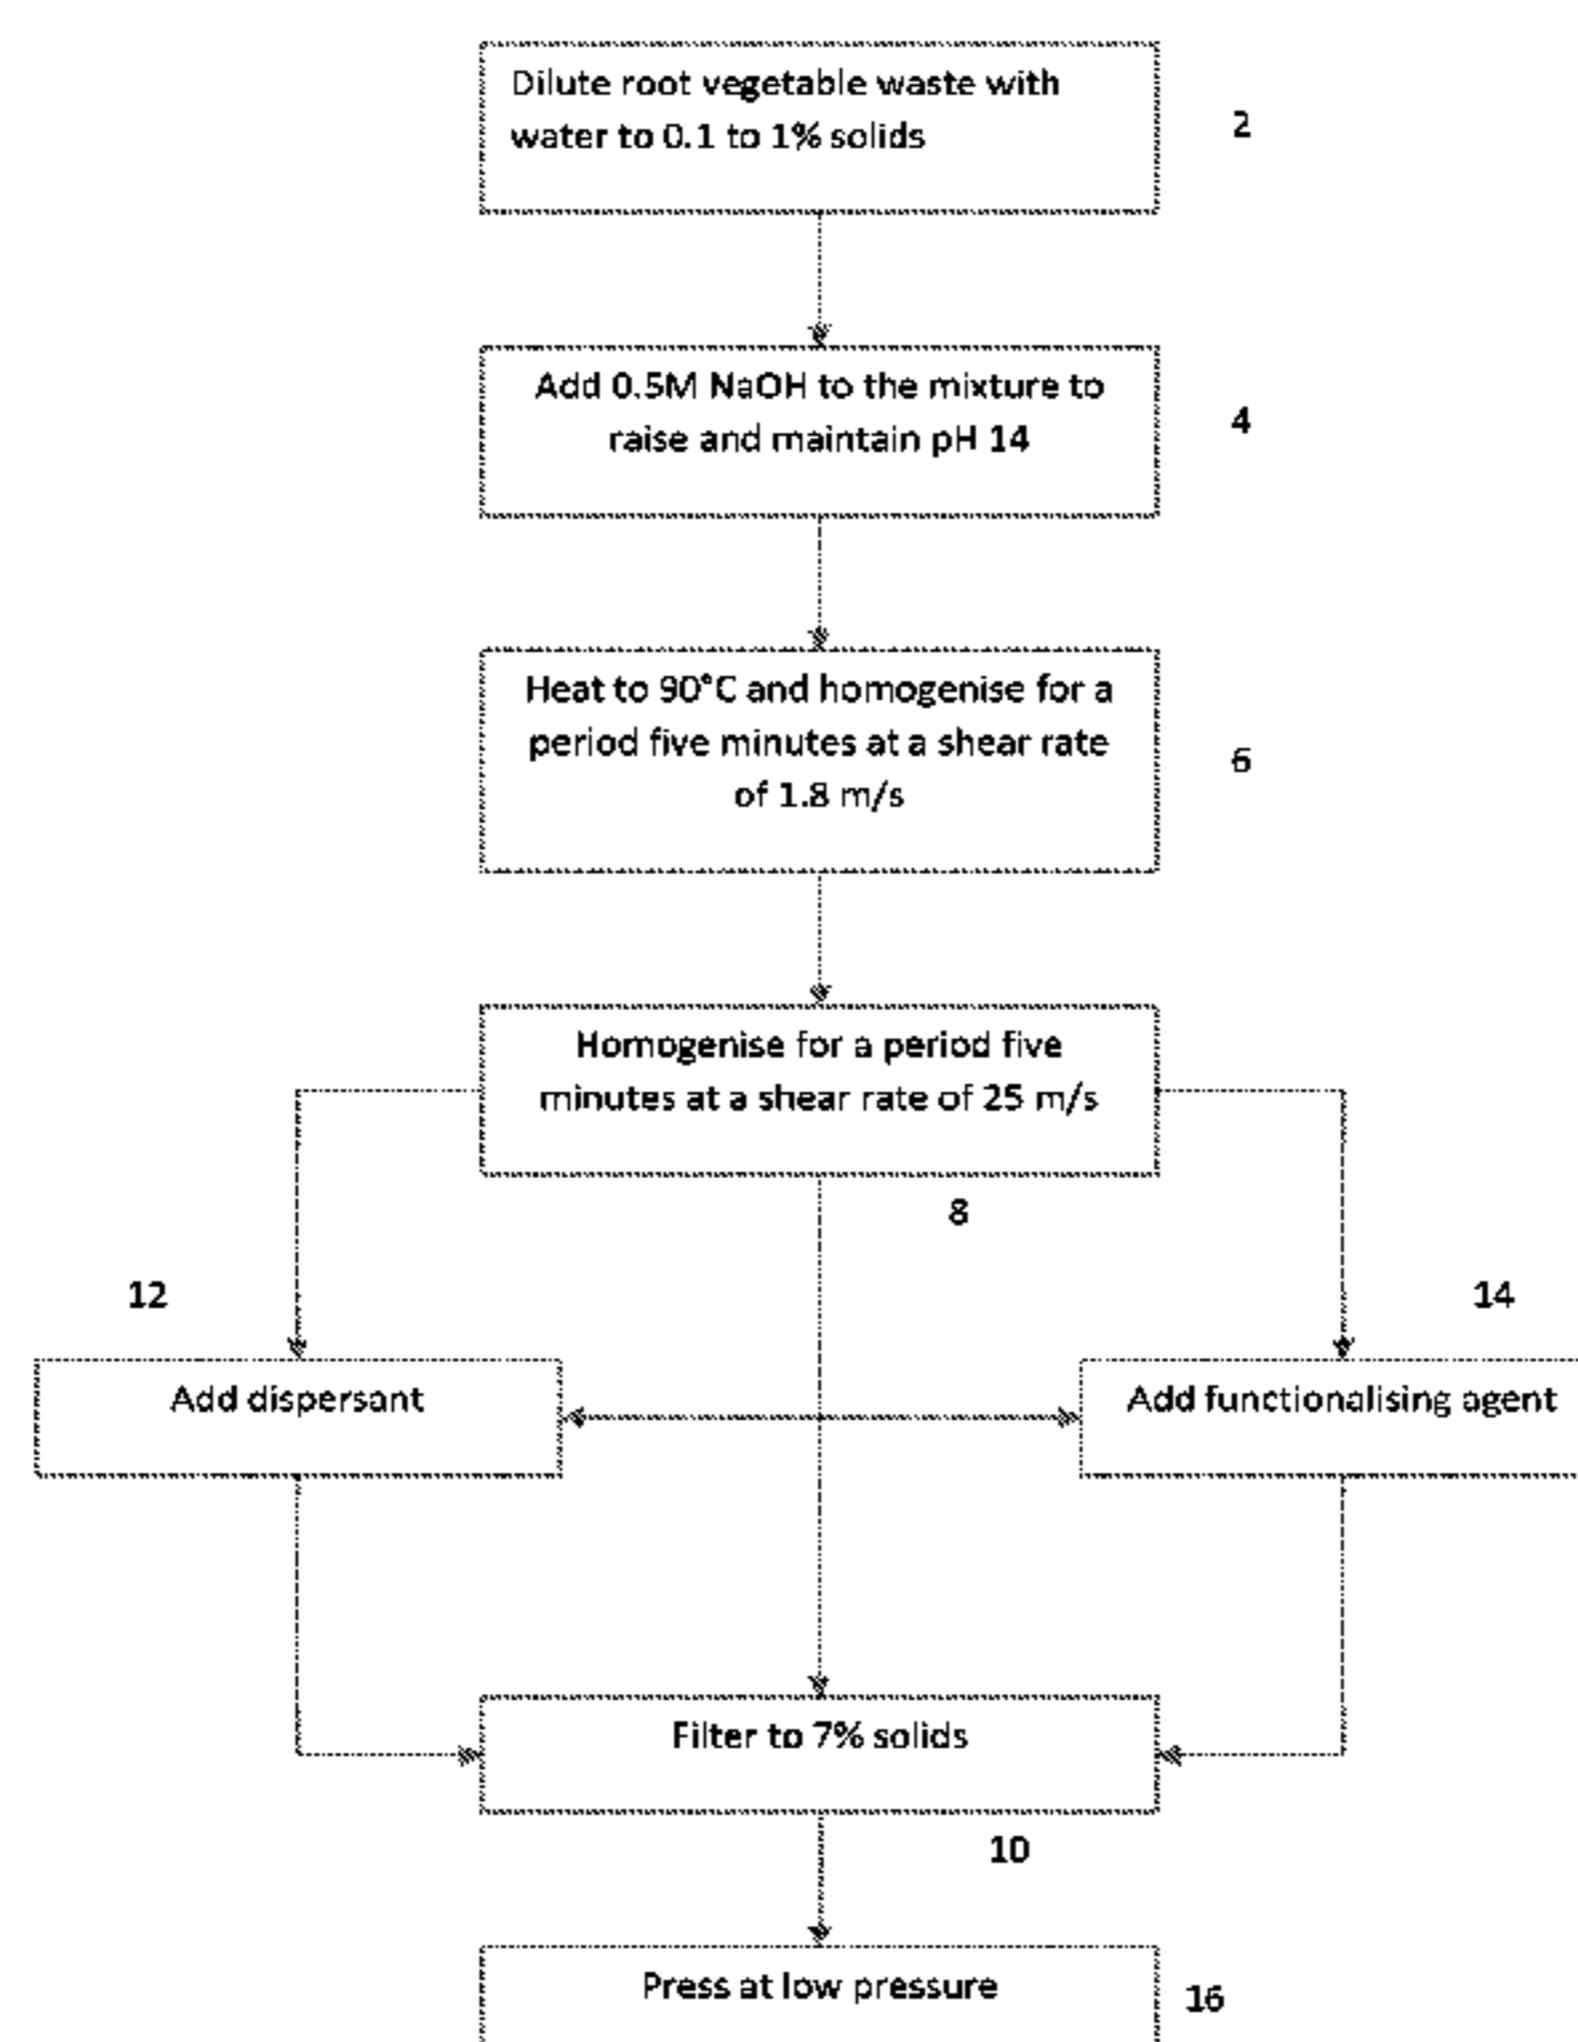 Dilute root vegetable waste with
water to 0.1 to 1% solids
2
Add 0.5M NaOH to the mixture to
raise and maintain pH 14
4
Heat to 90°C and homogenise for a
period five minutes at a shear rate
of 1.8 m/s
6
Homogenise for a period five
minutes at a shear rate of 25 m/s
8
12
14
Add dispersant
Add functionalising agent
Filter to 7% solids
10
Press at low pressure
16